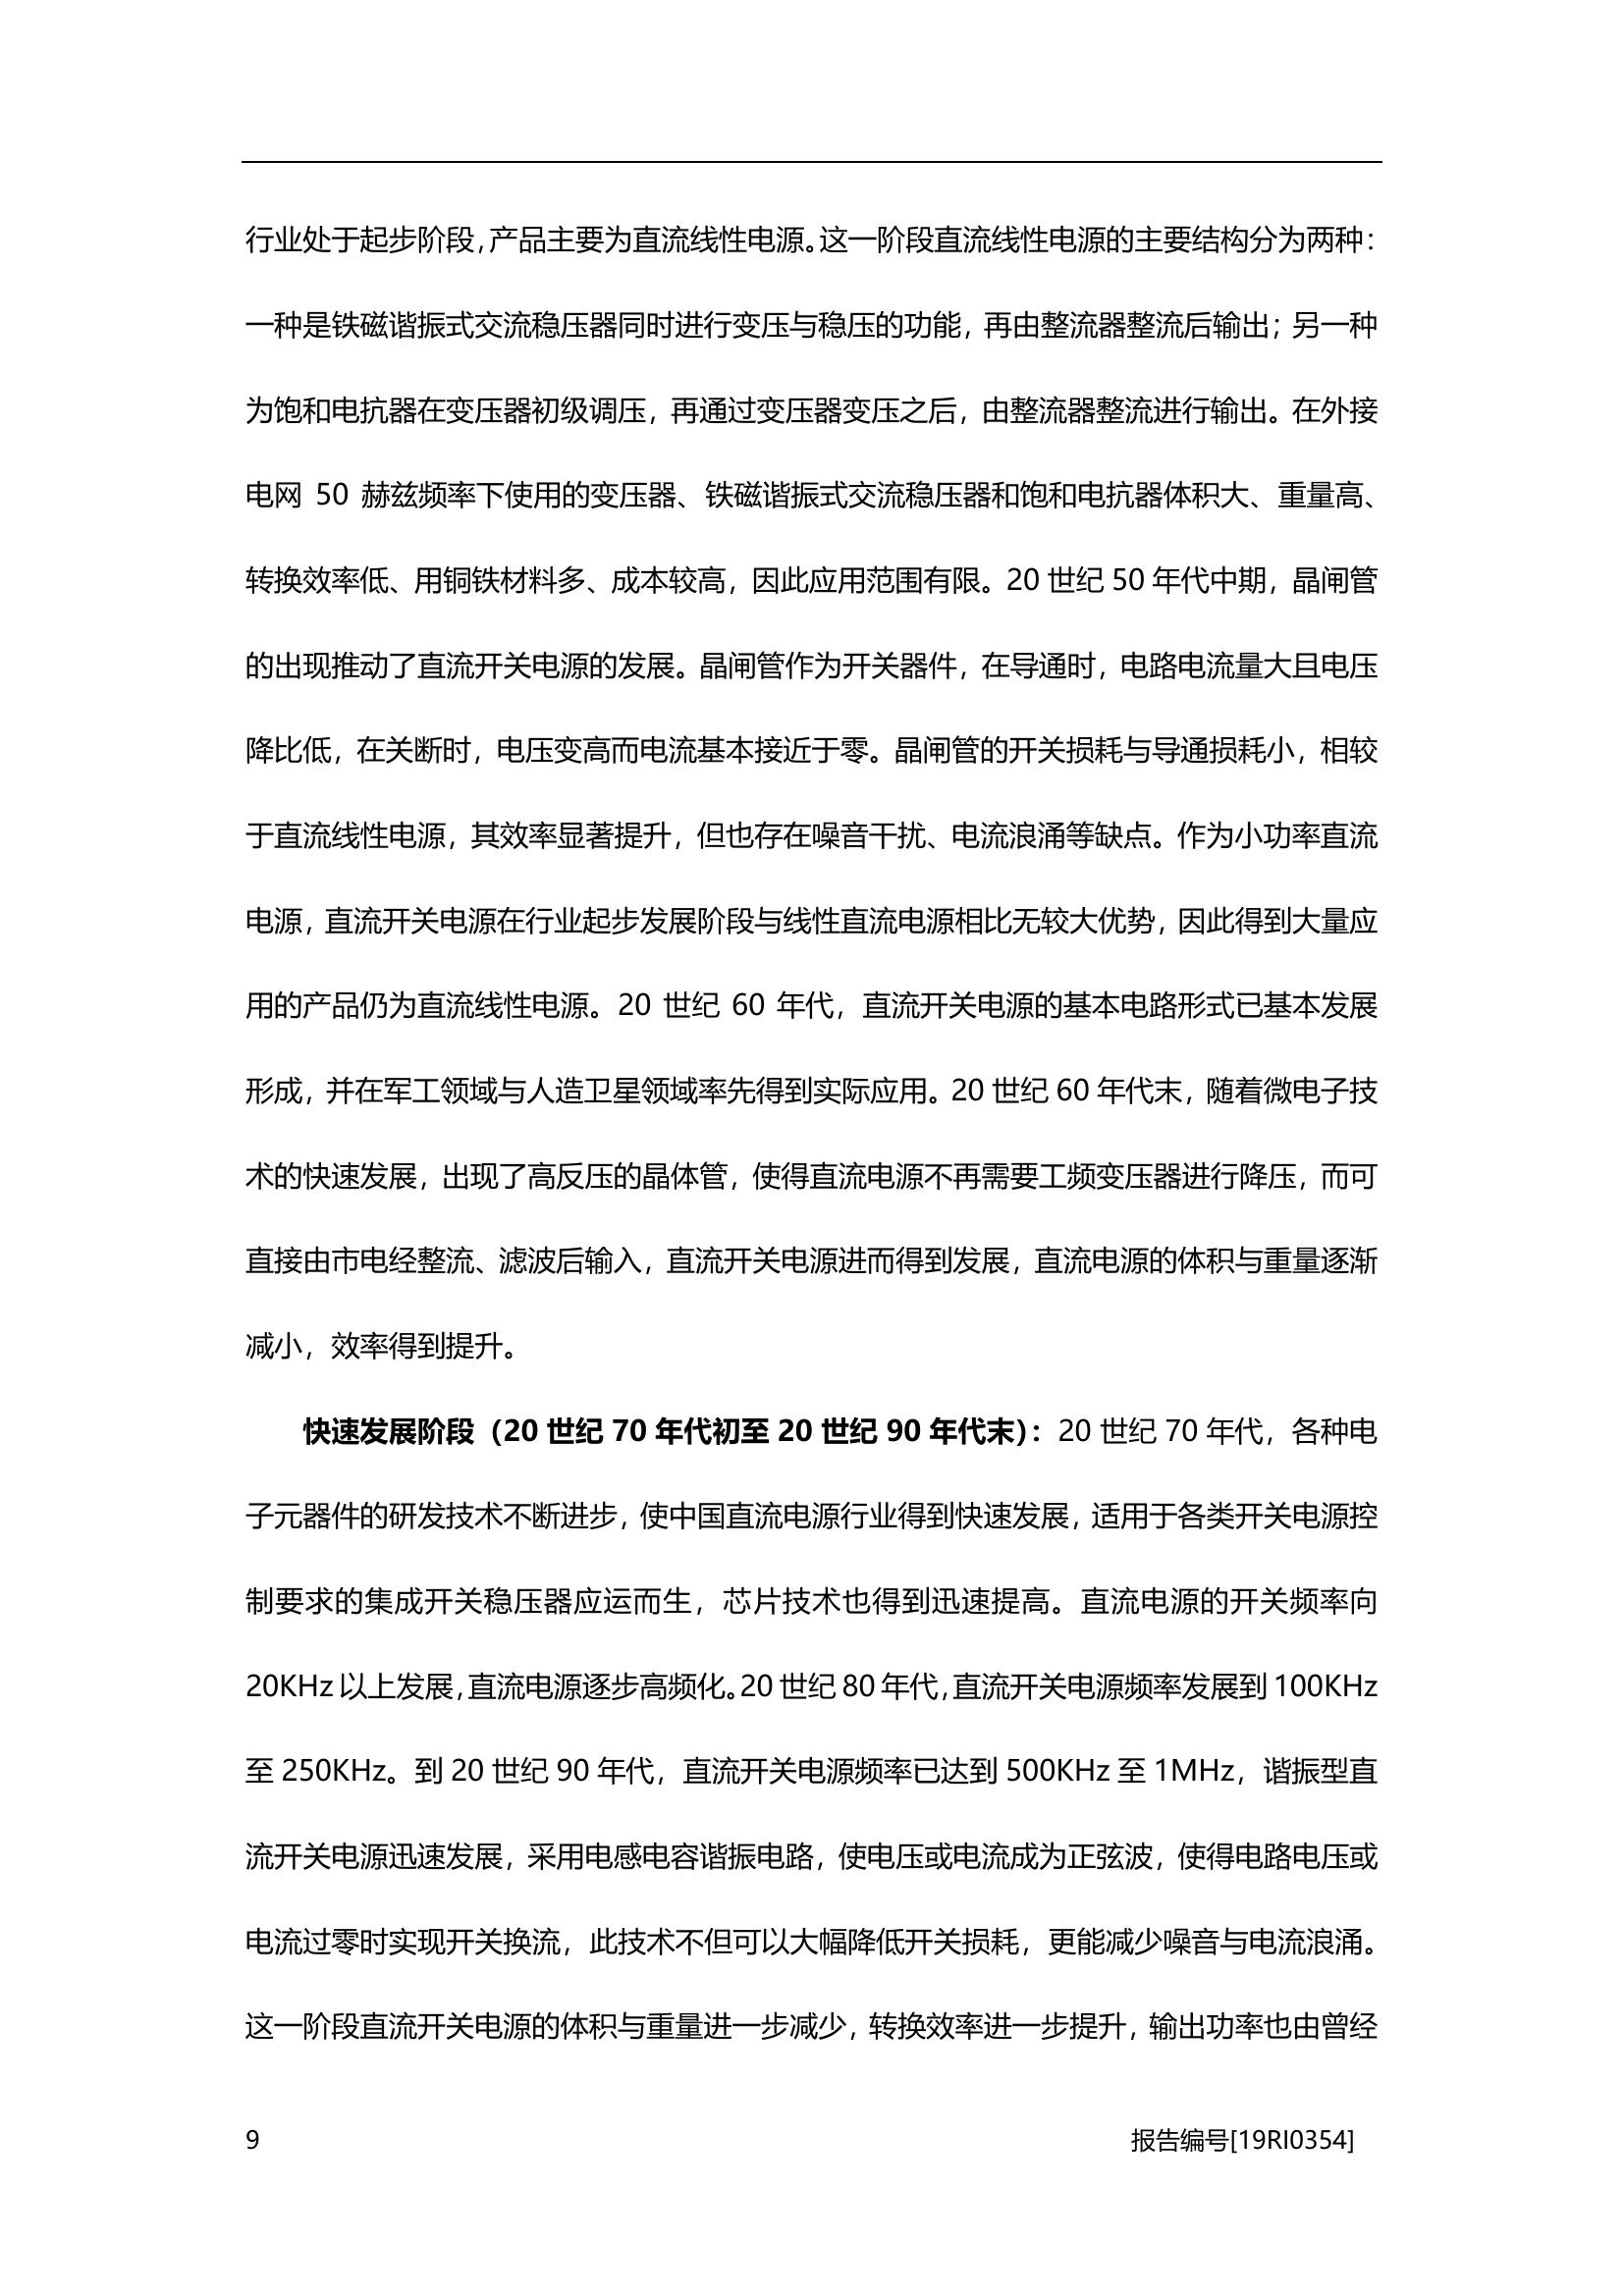 行业处于起步阶段，产品主要为直流线性电源。这一阶段直流线性电源的主要结构分为两种：
一种是铁磁谐振式交流稳压器同时进行变压与稳压的功能，再由整流器整流后输出；另一种
为饱和电抗器在变压器初级调压，再通过变压器变压之后，由整流器整流进行输出。在外接
电网 50 赫兹频率下使用的变压器、铁磁谐振式交流稳压器和饱和电抗器体积大、重量高、
转换效率低、用铜铁材料多、成本较高，因此应用范围有限。20 世纪 50 年代中期，晶闸管
的出现推动了直流开关电源的发展。晶闸管作为开关器件，在导通时，电路电流量大且电压
降比低，在关断时，电压变高而电流基本接近于零。晶闸管的开关损耗与导通损耗小，相较
于直流线性电源，其效率显著提升，但也存在噪音干扰、电流浪涌等缺点。作为小功率直流
电源，直流开关电源在行业起步发展阶段与线性直流电源相比无较大优势，因此得到大量应
用的产品仍为直流线性电源。20 世纪 60 年代，直流开关电源的基本电路形式已基本发展
形成，并在军工领域与人造卫星领域率先得到实际应用。20 世纪 60 年代末，随着微电子技
术的快速发展，出现了高反压的晶体管，使得直流电源不再需要工频变压器进行降压，而可
直接由市电经整流、滤波后输入，直流开关电源进而得到发展，直流电源的体积与重量逐渐
减小，效率得到提升。
快速发展阶段（20 世纪 70 年代初至 20 世纪 90 年代末）：20 世纪 70 年代，各种电
子元器件的研发技术不断进步，使中国直流电源行业得到快速发展，适用于各类开关电源控
制要求的集成开关稳压器应运而生，芯片技术也得到迅速提高。直流电源的开关频率向
20KHz 以上发展，直流电源逐步高频化。20 世纪 80 年代，直流开关电源频率发展到 100KHz
至 250KHz。到 20 世纪 90 年代，直流开关电源频率已达到 500KHz 至 1MHz，谐振型直
流开关电源迅速发展，采用电感电容谐振电路，使电压或电流成为正弦波，使得电路电压或
电流过零时实现开关换流，此技术不但可以大幅降低开关损耗，更能减少噪音与电流浪涌。
这一阶段直流开关电源的体积与重量进一步减少，转换效率进一步提升，输出功率也由曾经
9 报告编号[19RI0354]